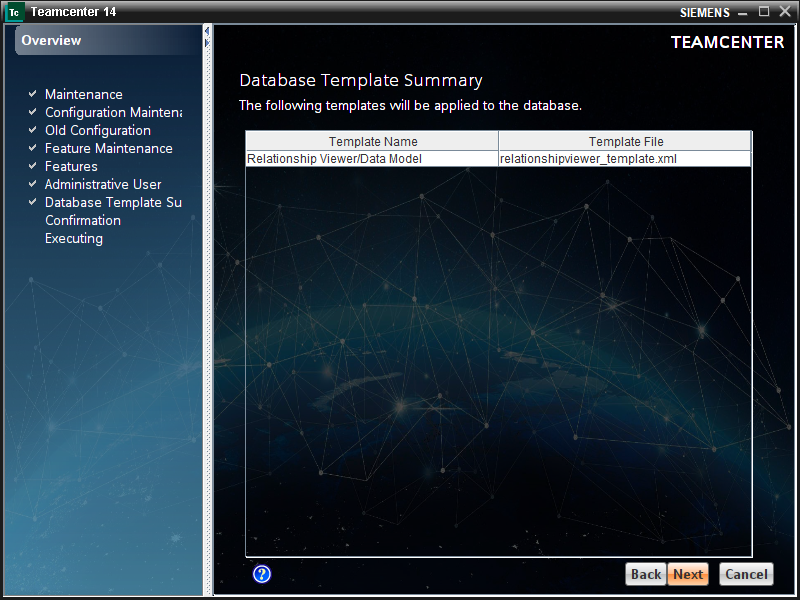 Tc Teamcenter 14
SIEMENS
Overview
TEAMCENTER
Maintenance
Configuration Maintena
Old Configuration
Feature Maintenance
Features
Administrative User
Database Template Su
Confirmation
Executing
Database Template Summary
The following templates will be applied to the database.
Template Name Template File
Relationship Viewer/Data Model relationshipviewer_template.xml
? Back Next Cancel